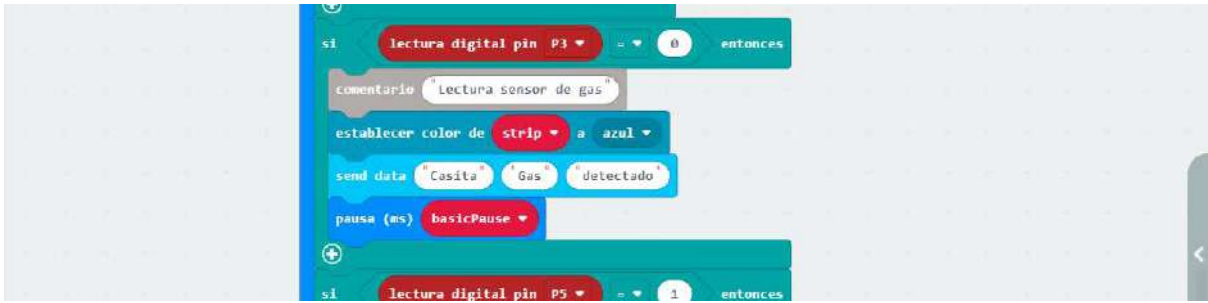 si lectura digital pin P3 = 0 entonces
comentario "Lectura sensor de gas"
establecer color de strip a azul
send data "Casita" "Gas" "detectado"
pausa (ms) basicPause
si lectura digital pin P5 = 1 entonces